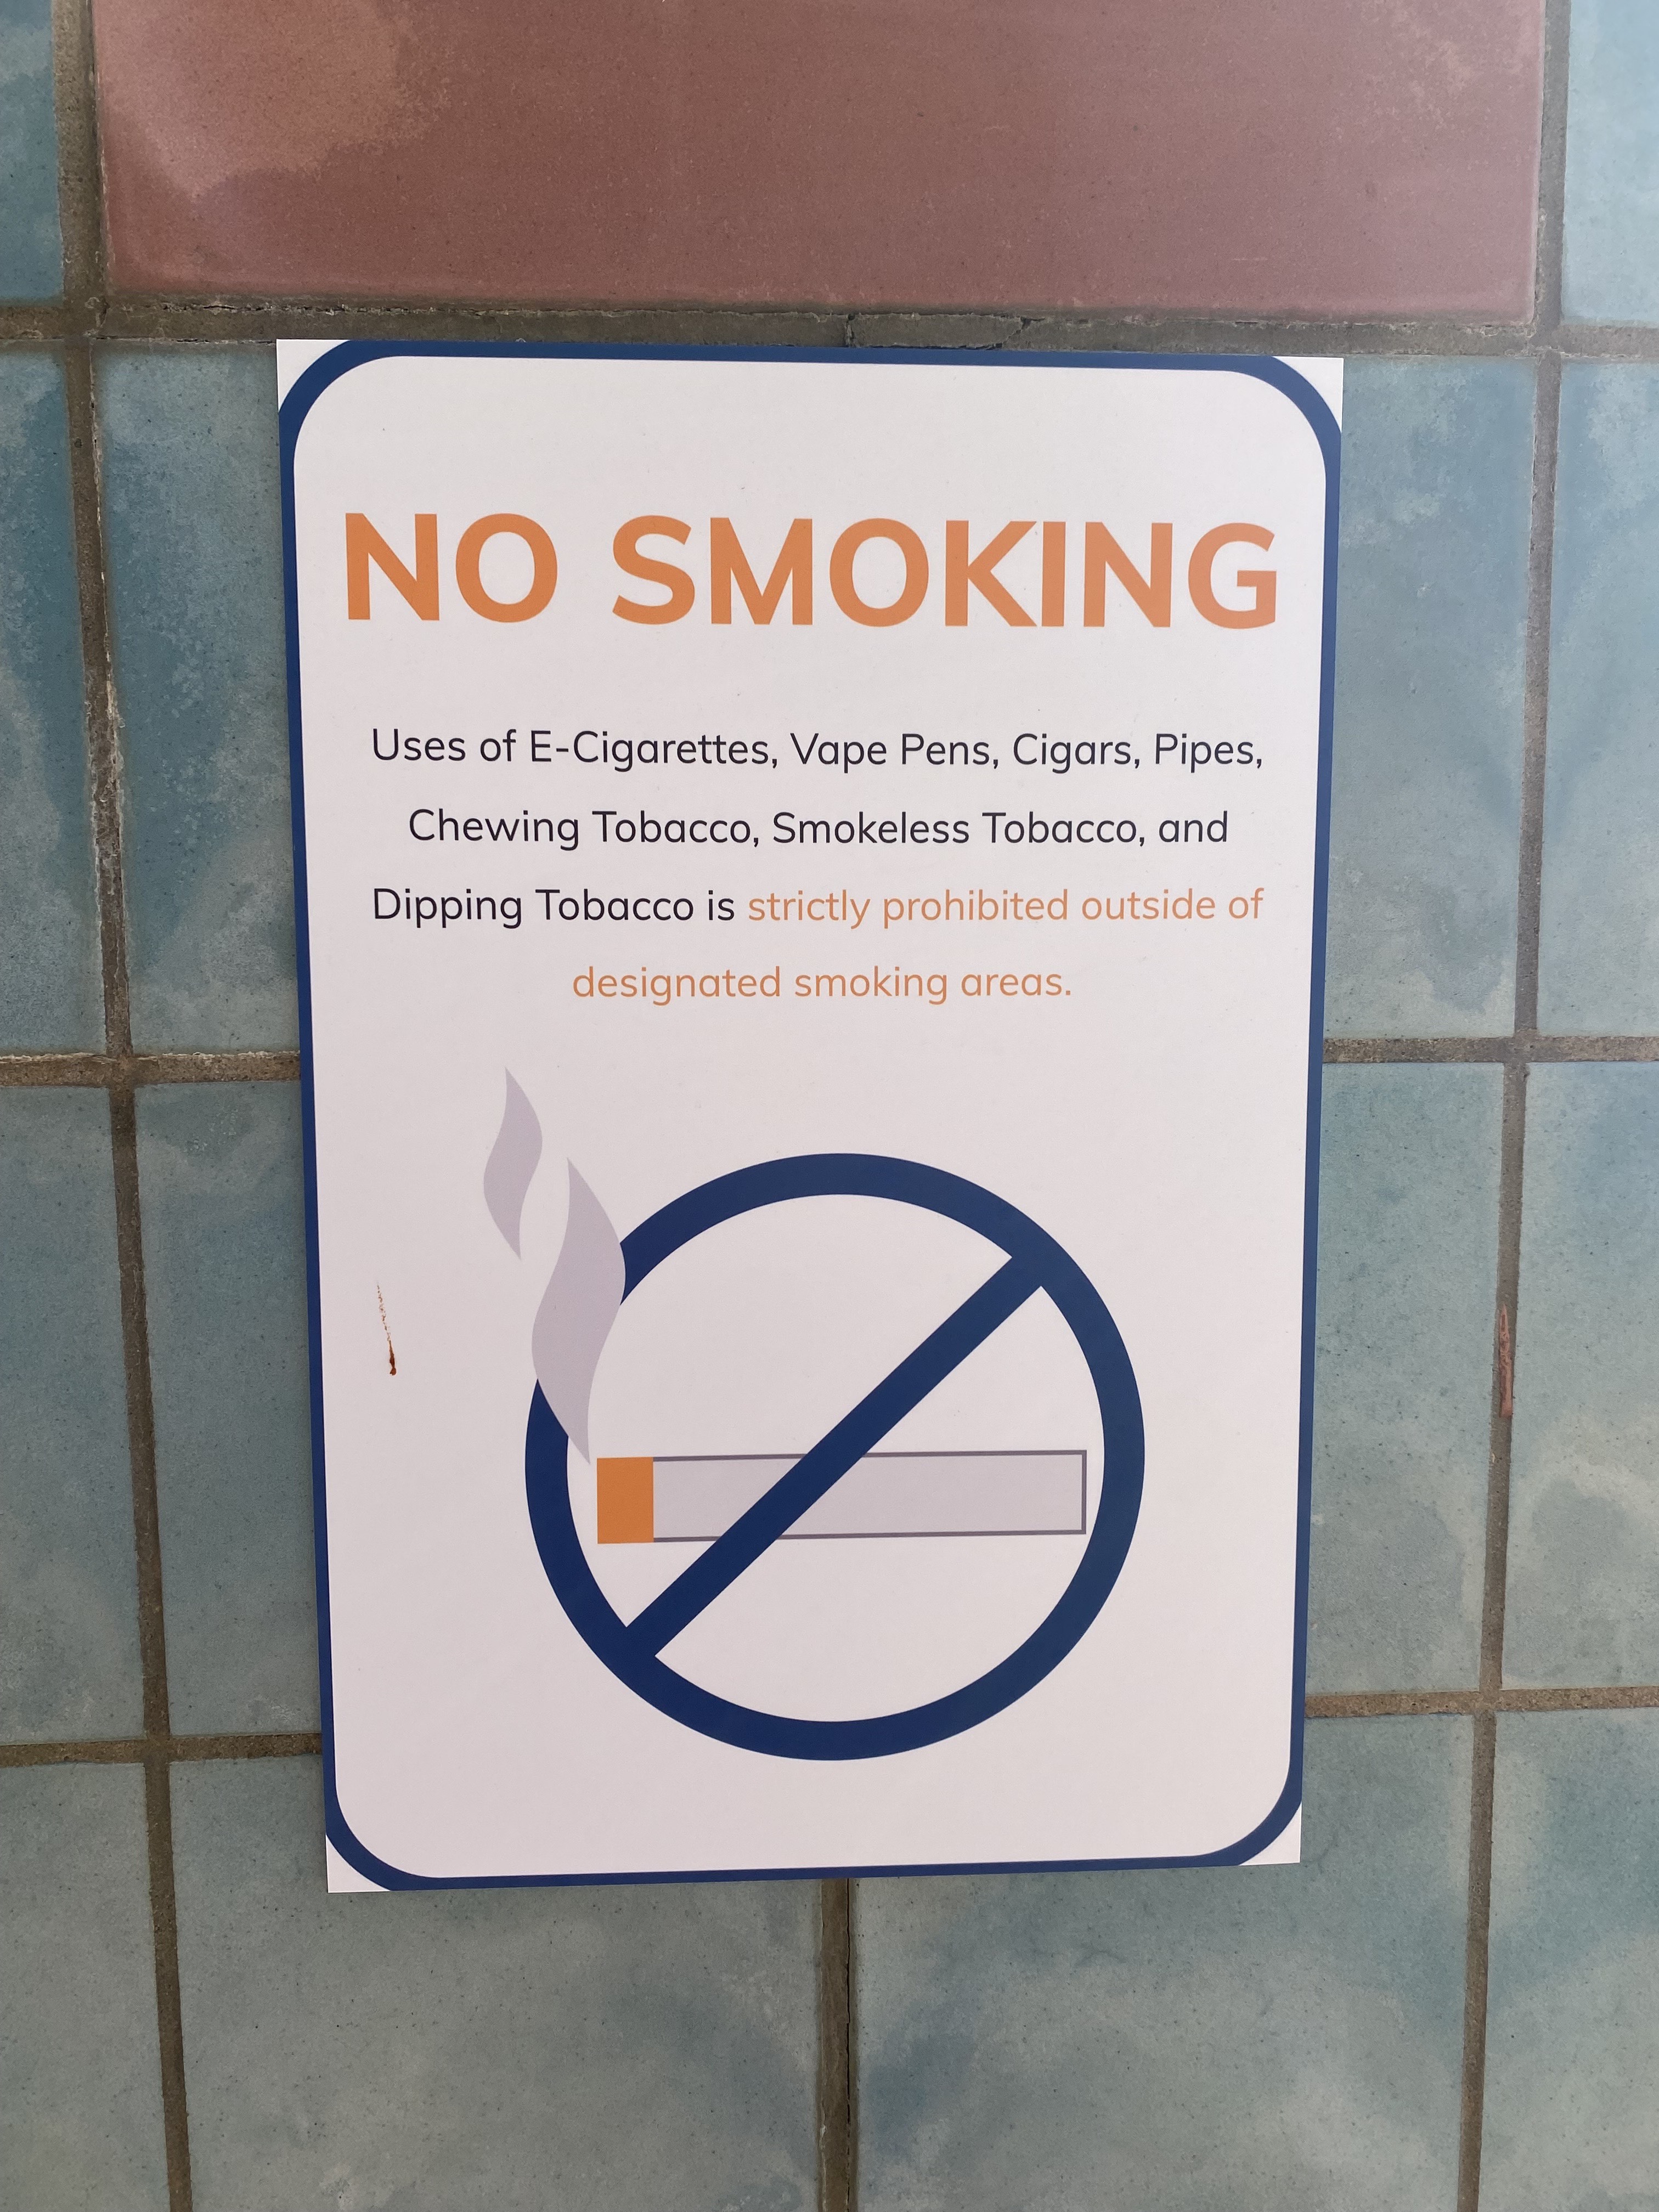 NO SMOKING
Uses of E-Cigarettes, Vape Pens, Cigars, Pipes,
Chewing Tobacco, Smokeless Tobacco, and
Dipping Tobacco is strictly prohibited outside of
designated smoking areas.